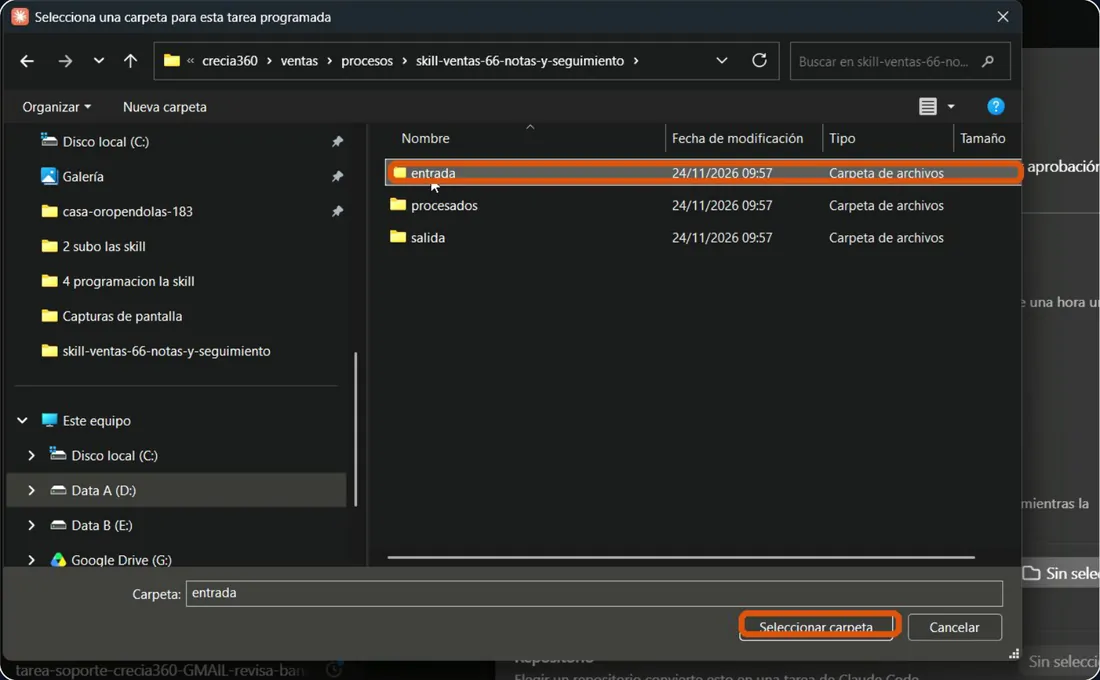 Selecciona una carpeta para esta tarea programada
« crecia360 › ventas › procesos › skill-ventas-66-notas-y-seguimiento ›
Buscar en skill-ventas-66-no...
Organizar
Nueva carpeta
Disco local (C:)
Galería
casa-oropendolas-183
2 subo las skill
4 programacion la skill
Capturas de pantalla
skill-ventas-66-notas-y-seguimiento
Este equipo
Disco local (C:)
Data A (D:)
Data B (E:)
Google Drive (G:)
Nombre Fecha de modificación Tipo Tamaño
entrada 24/11/2026 09:57 Carpeta de archivos
procesados 24/11/2026 09:57 Carpeta de archivos
salida 24/11/2026 09:57 Carpeta de archivos
Carpeta: entrada
Seleccionar carpeta
Cancelar
aprobación
e una hora
mientras la
Sin sele
Sin selecci
tarea-soporte-crecia360-GMAIL-revisa-ban
Repositorio
Elegir un repositorio convierte esto en una tarea de Claude Code